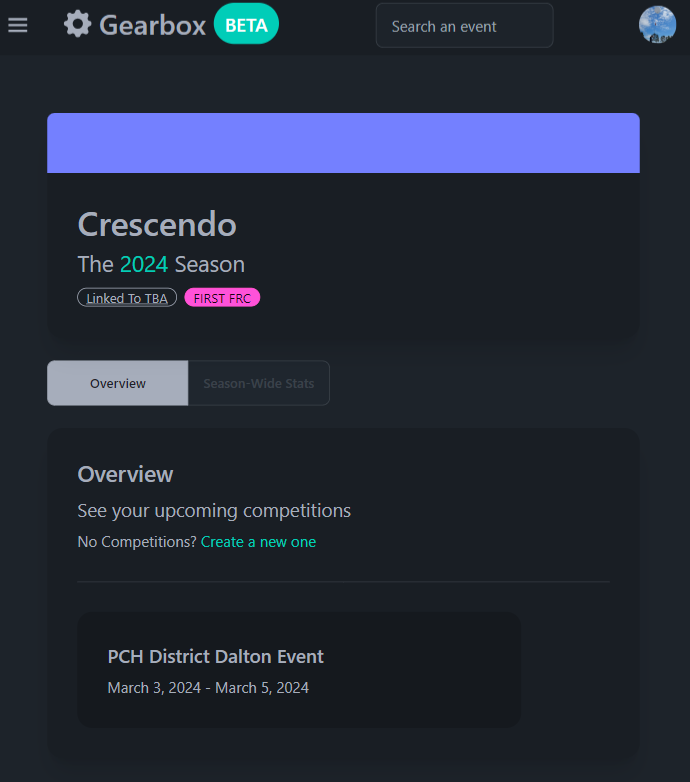 Gearbox BETA Search an event
Crescendo
The 2024 Season
Linked To TBA FIRST FRC
Overview Season-Wide Stats
Overview
See your upcoming competitions
No Competitions? Create a new one
PCH District Dalton Event
March 3, 2024 - March 5, 2024